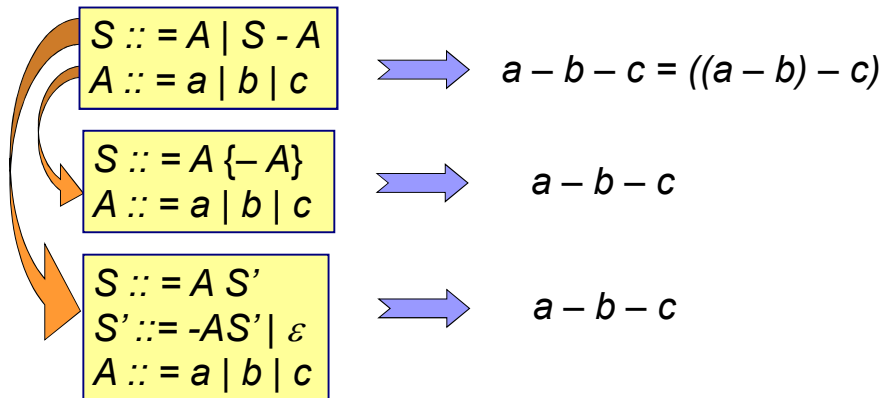 S :: = A | S - A
A :: = a | b | c
a – b – c = ((a – b) – c)
S :: = A {– A}
A :: = a | b | c
a – b – c
S :: = A S’
S’ ::= -AS’ | ε
A :: = a | b | c
a – b – c